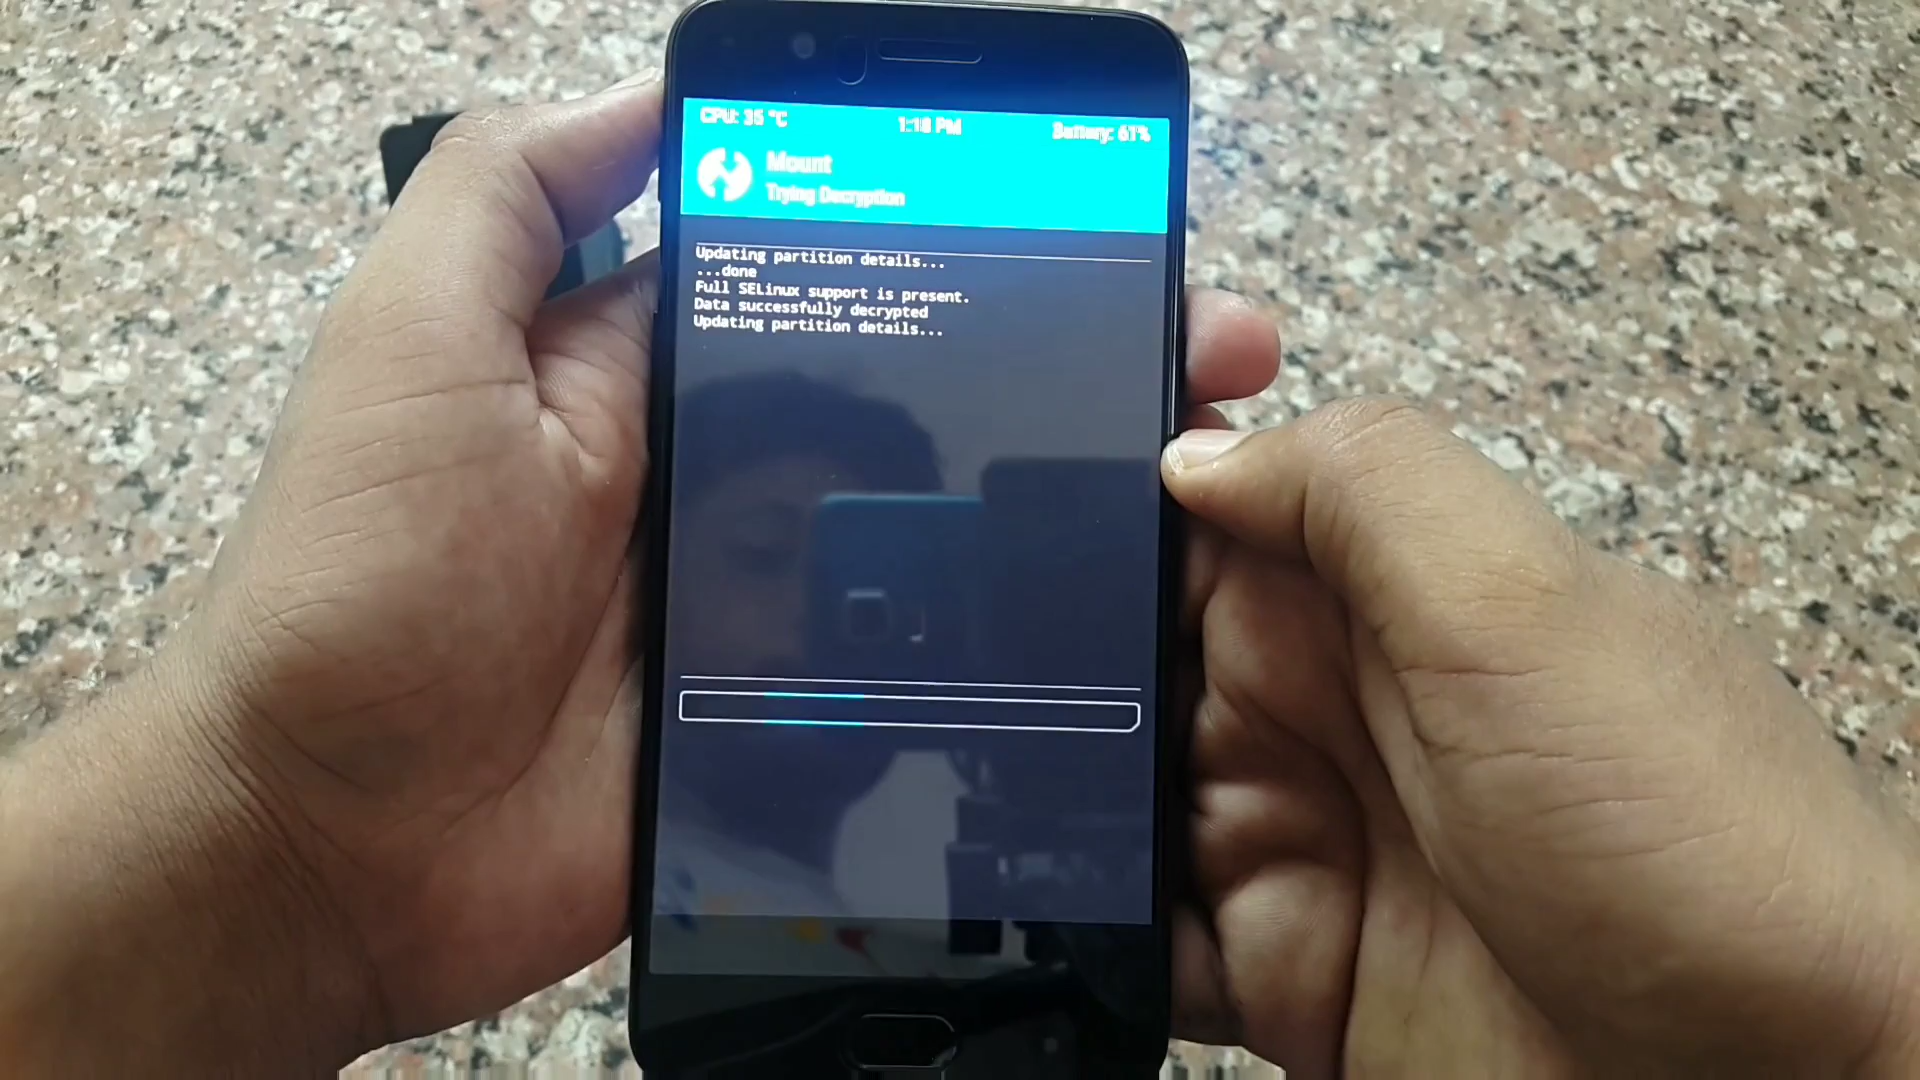 CPU: 35 °C
1:18 PM
Battery: 61%
Mount
Trying Decryption
Updating partition details...
...done
Full SELinux support is present.
Data successfully decrypted
Updating partition details...